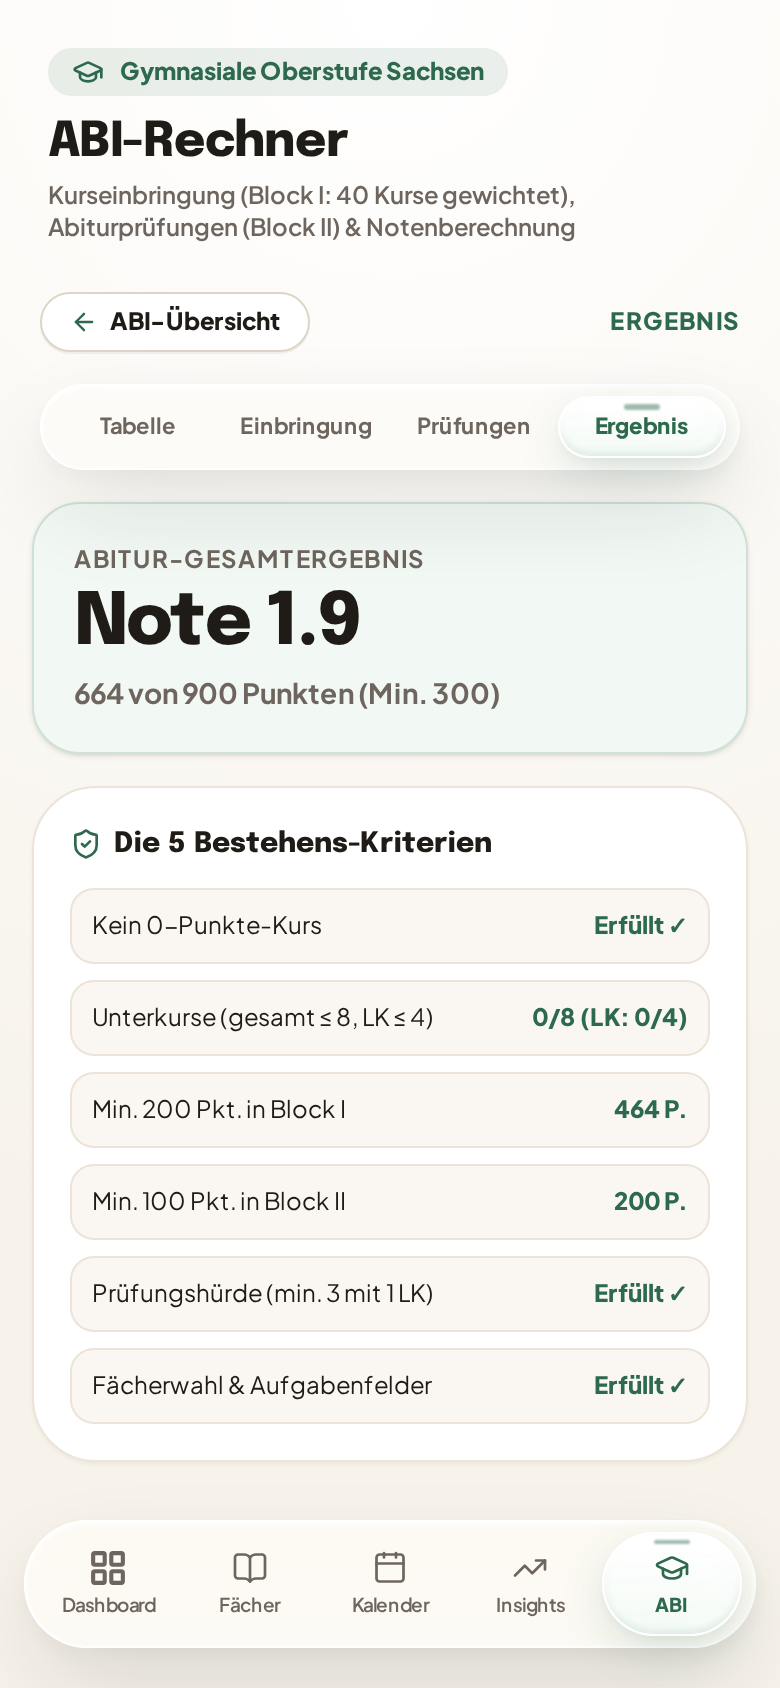 Gymnasiale Oberstufe Sachsen
ABI-Rechner
Kurseinbringung (Block I: 40 Kurse gewichtet),
Abiturprüfungen (Block II) & Notenberechnung
← ABI-Übersicht
ERGEBNIS
Tabelle Einbringung Prüfungen Ergebnis
ABITUR-GESAMTERGEBNIS
Note 1.9
664 von 900 Punkten (Min. 300)
Die 5 Bestehens-Kriterien
Kein 0-Punkte-Kurs Erfüllt ✓
Unterkurse (gesamt ≤ 8, LK ≤ 4) 0/8 (LK: 0/4)
Min. 200 Pkt. in Block I 464 P.
Min. 100 Pkt. in Block II 200 P.
Prüfungshürde (min. 3 mit 1 LK) Erfüllt ✓
Fächerwahl & Aufgabenfelder Erfüllt ✓
Dashboard Fächer Kalender Insights ABI